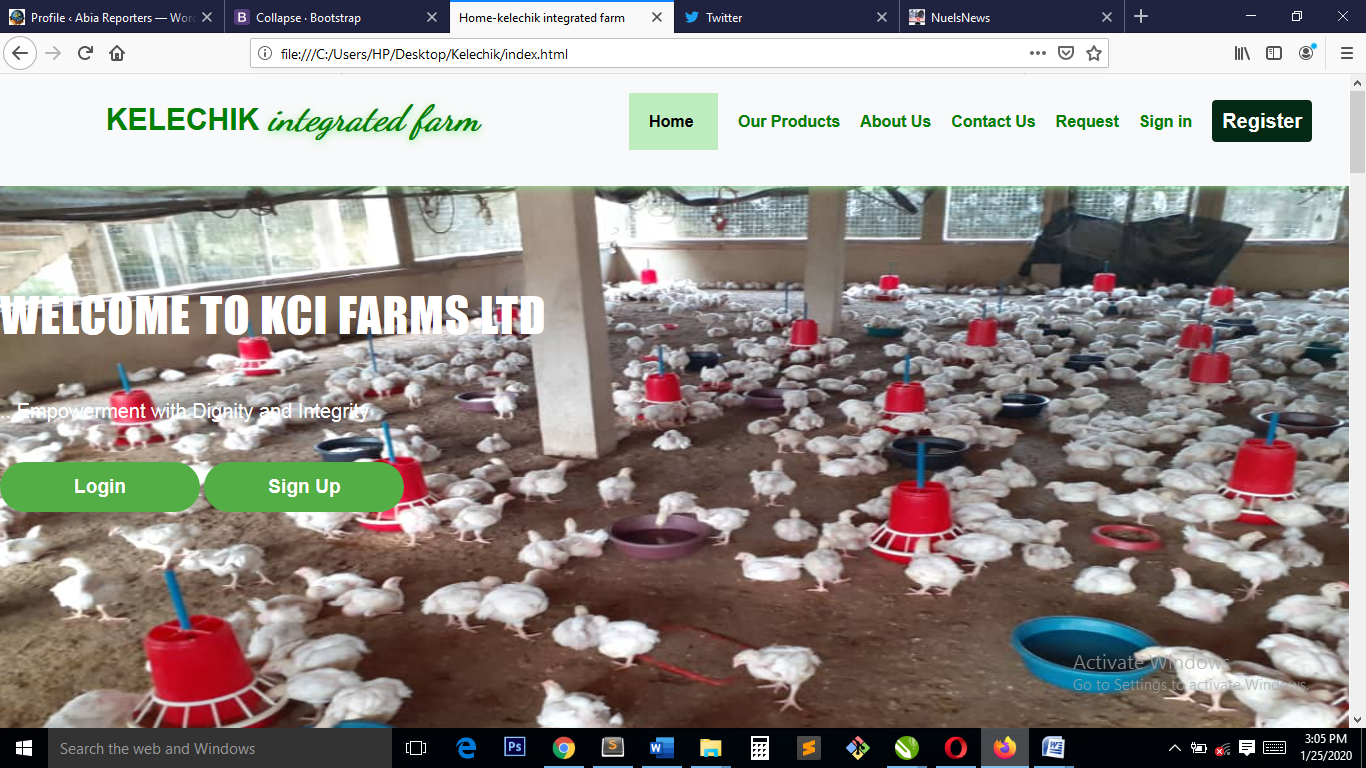 Profile ‹ Abia Reporters — Wor
Collapse · Bootstrap
Home-kelechik integrated farm
Twitter
NuelsNews
file:///C:/Users/HP/Desktop/Kelechik/index.html
KELECHIK integrated farm
Home
Our Products
About Us
Contact Us
Request
Sign in
Register
WELCOME TO KCI FARMS LTD
...Empowerment with Dignity and Integrity
Login
Sign Up
Activate Windows
Go to Settings to activate Windows.
Search the web and Windows
3:05 PM
1/25/2020